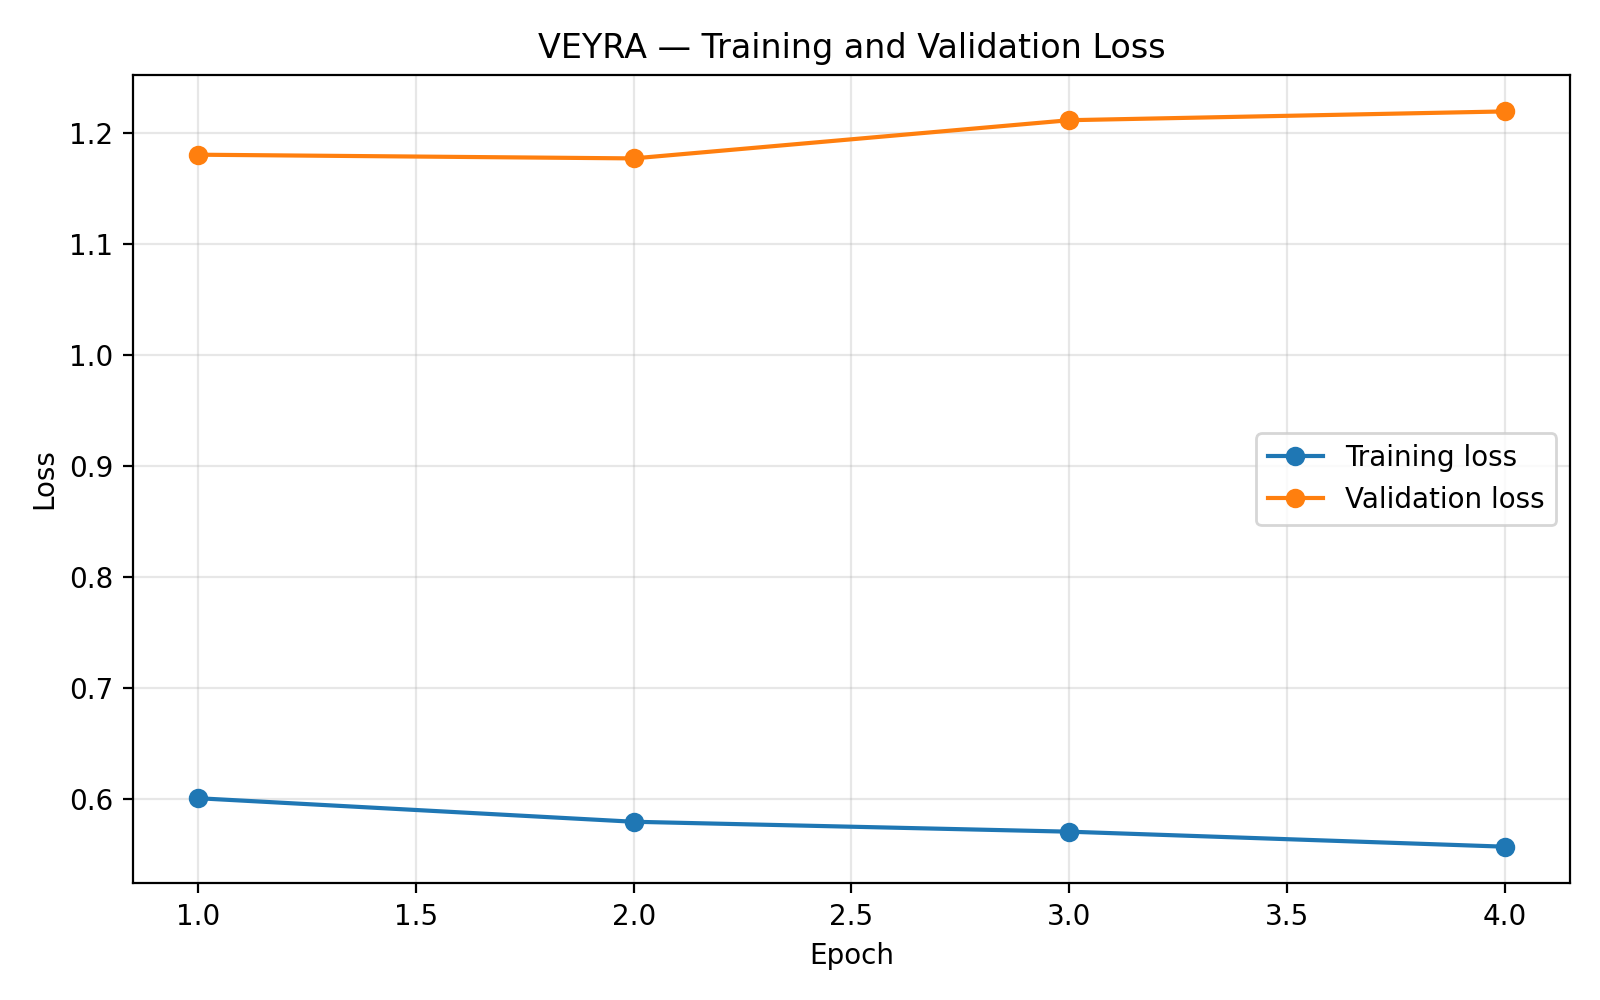 VEYRA — Training and Validation Loss
1.2
1.1
1.0
0.9
0.8
0.7
0.6
Loss
Training loss
Validation loss
1.0 1.5 2.0 2.5 3.0 3.5 4.0
Epoch